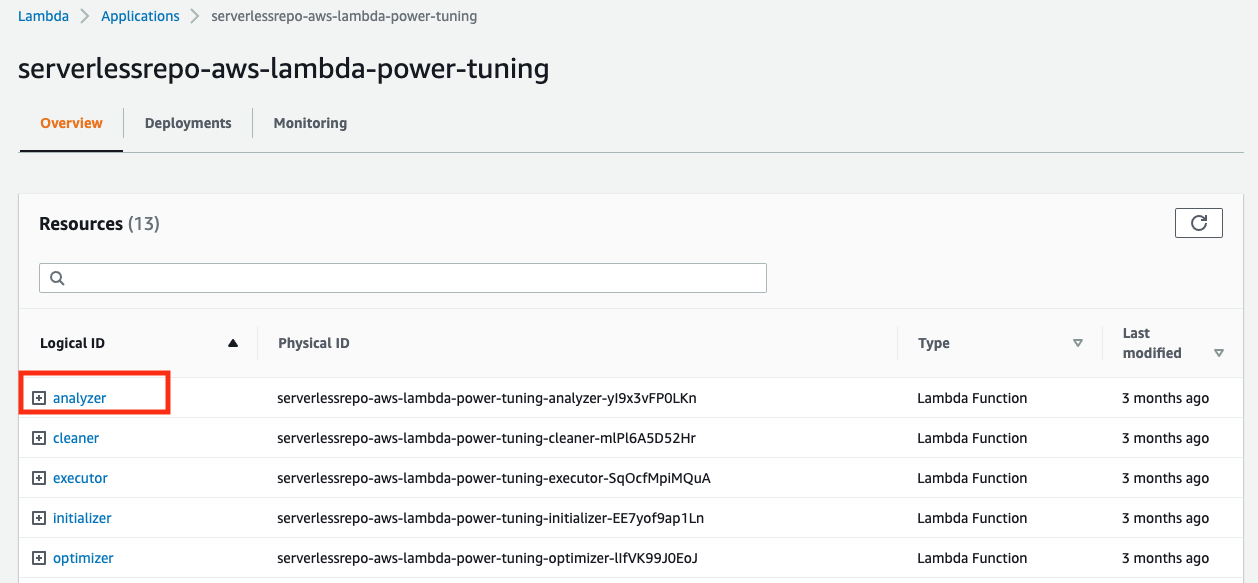 Lambda > Applications > serverlessrepo-aws-lambda-power-tuning
serverlessrepo-aws-lambda-power-tuning
Overview Deployments Monitoring
Resources (13)
Logical ID Physical ID Type Last modified
analyzer serverlessrepo-aws-lambda-power-tuning-analyzer-yI9x3vFP0LKn Lambda Function 3 months ago
cleaner serverlessrepo-aws-lambda-power-tuning-cleaner-mlPl6A5D52Hr Lambda Function 3 months ago
executor serverlessrepo-aws-lambda-power-tuning-executor-SqOcfMpiMQuA Lambda Function 3 months ago
initializer serverlessrepo-aws-lambda-power-tuning-initializer-EE7yof9ap1Ln Lambda Function 3 months ago
optimizer serverlessrepo-aws-lambda-power-tuning-optimizer-lIfVK99J0EoJ Lambda Function 3 months ago